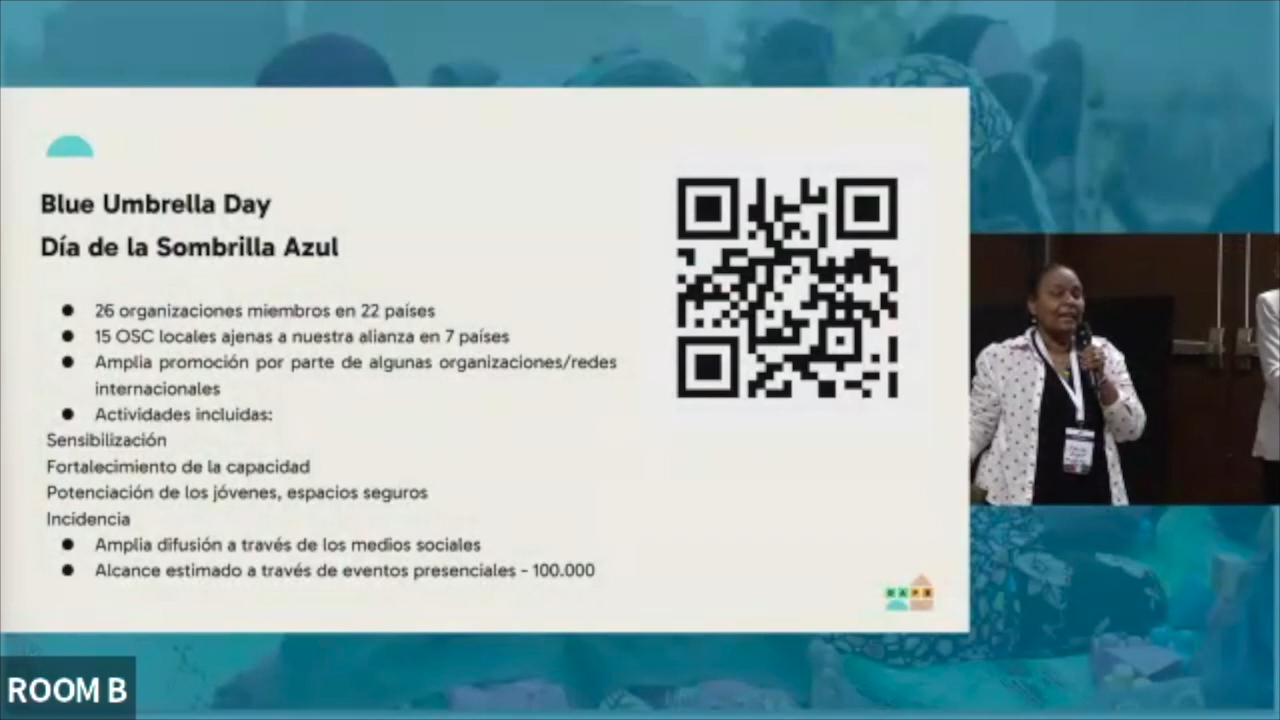 Blue Umbrella Day
Día de la Sombrilla Azul
● 26 organizaciones miembros en 22 países
● 15 OSC locales ajenas a nuestra alianza en 7 países
● Amplia promoción por parte de algunas organizaciones/redes
internacionales
● Actividades incluidas:
Sensibilización
Fortalecimiento de la capacidad
Potenciación de los jóvenes, espacios seguros
Incidencia
● Amplia difusión a través de los medios sociales
● Alcance estimado a través de eventos presenciales - 100.000
ROOM B